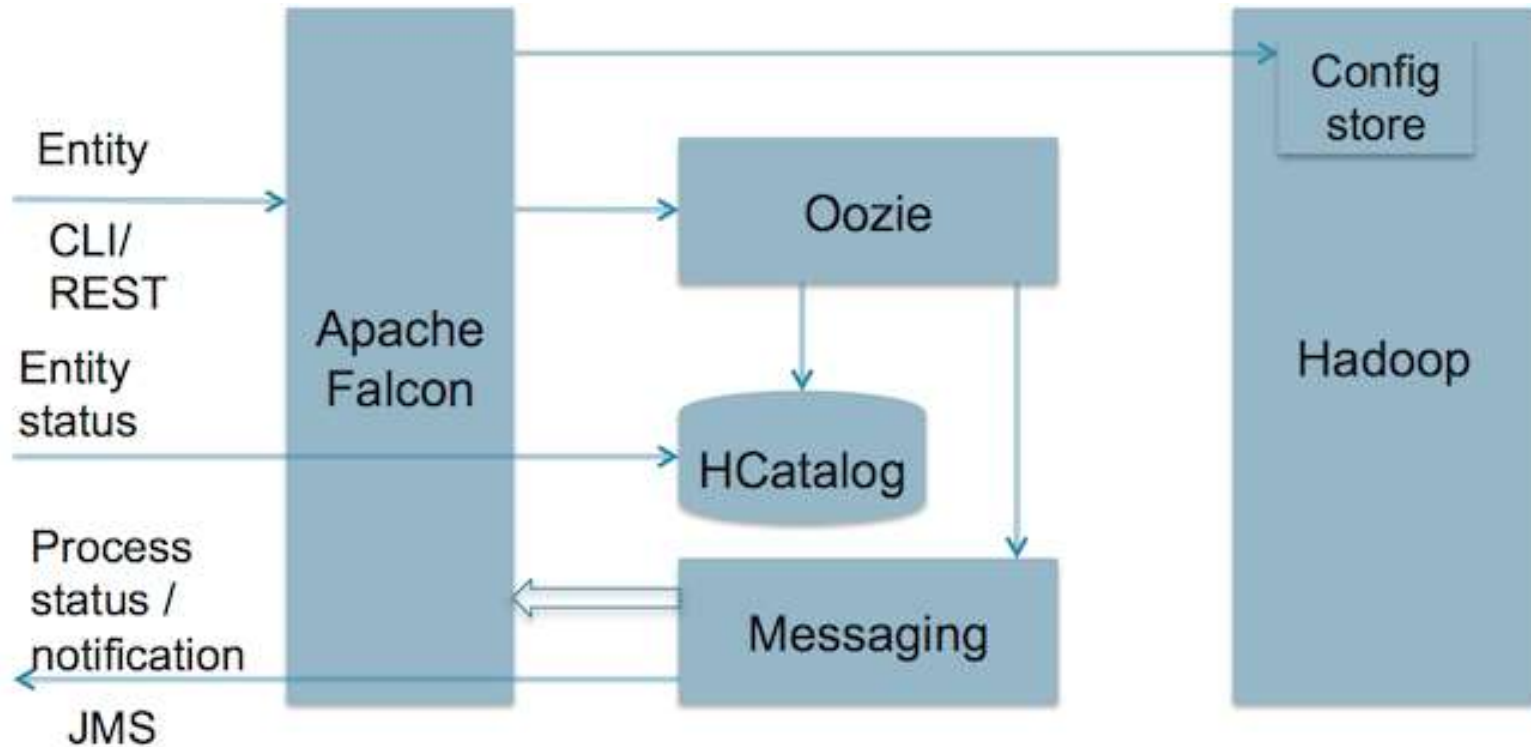 Entity
CLI/
REST
Entity
status
Process
status /
notification
JMS
Apache
Falcon
Oozie
HCatalog
Messaging
Config
store
Hadoop